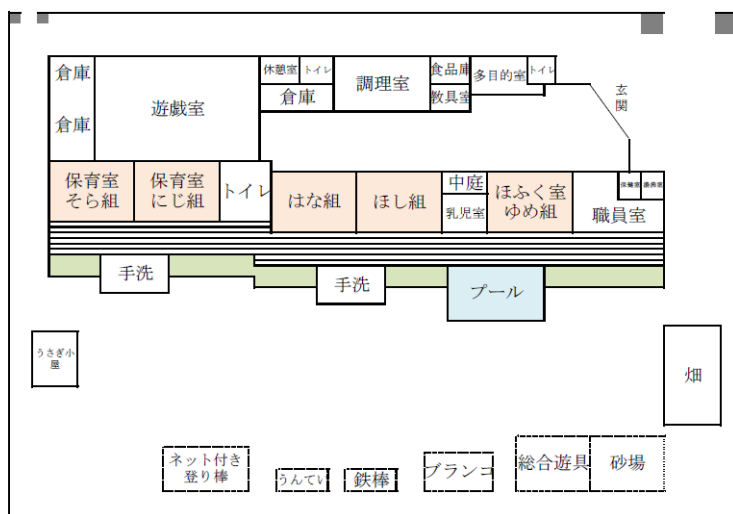 倉庫
倉庫
遊戯室
休憩室
トイレ
倉庫
調理室
食品庫
教具室
多目的室
トイレ
玄関
保育室
そら組
保育室
にじ組
トイレ
はな組
ほし組
中庭
乳児室
ほふく室
ゆめ組
職員室
保健室
手洗
手洗
プール
うさぎ小
屋
畑
ネット付き
登り棒
うんてい
鉄棒
ブランコ
総合遊具
砂場